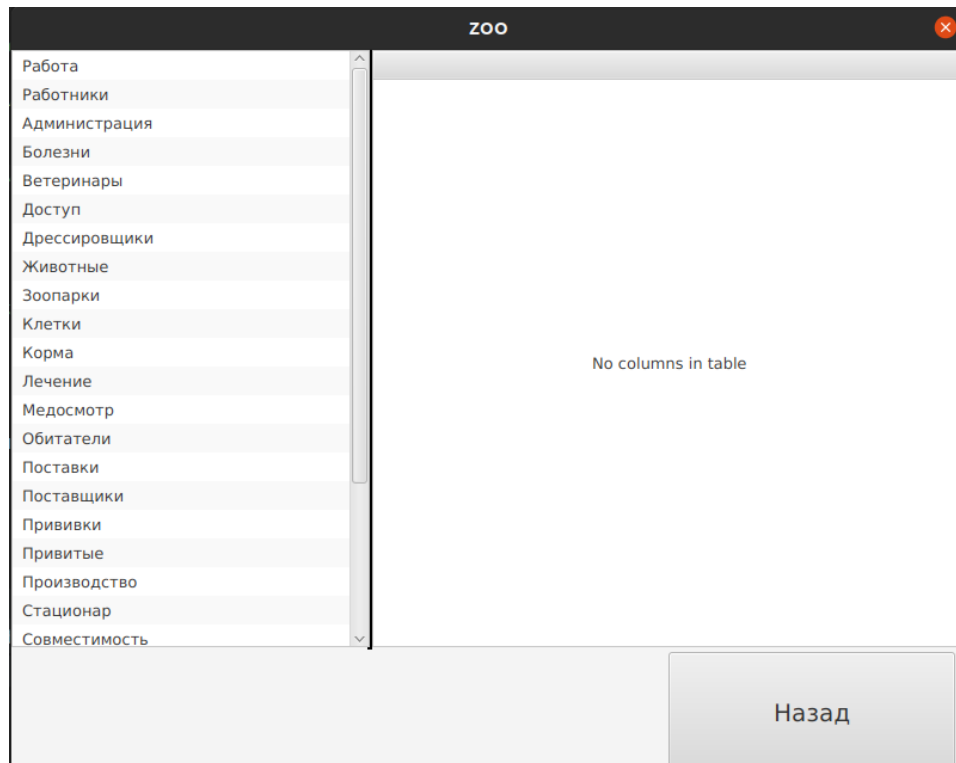 ZOO
Работа
Работники
Администрация
Болезни
Ветеринары
Доступ
Дрессировщики
Животные
Зоопарки
Клетки
Корма
Лечение
Медосмотр
Обитатели
Поставки
Поставщики
Прививки
Привитые
Производство
Стационар
Совместимость
No columns in table
Назад